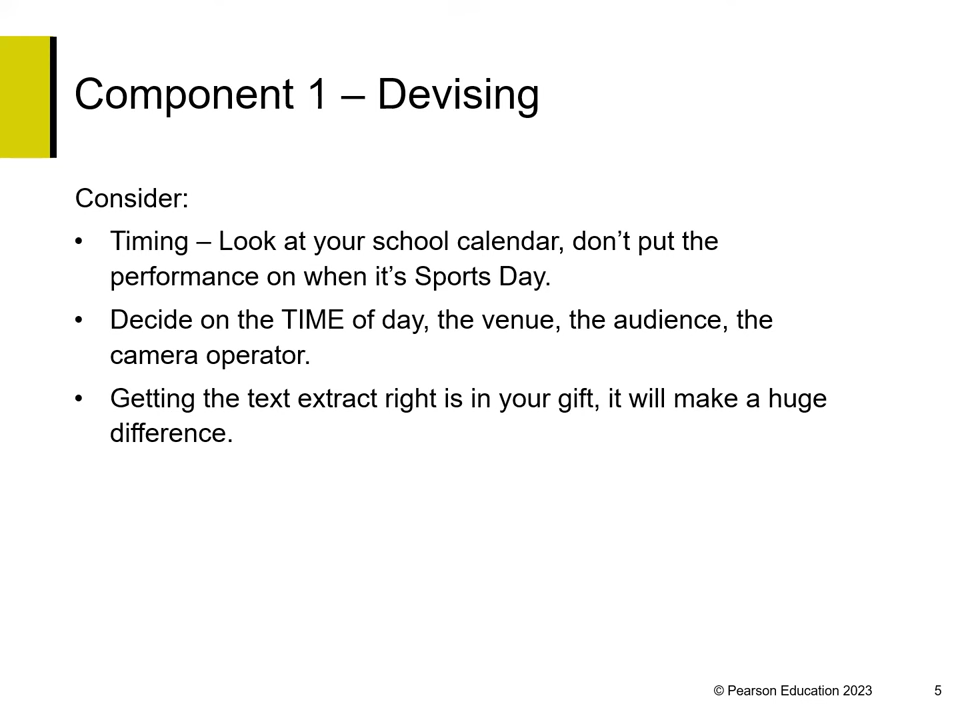 Component 1 – Devising
Consider:
• Timing – Look at your school calendar, don’t put the
performance on when it’s Sports Day.
• Decide on the TIME of day, the venue, the audience, the
camera operator.
• Getting the text extract right is in your gift, it will make a huge
difference.
© Pearson Education 2023 5